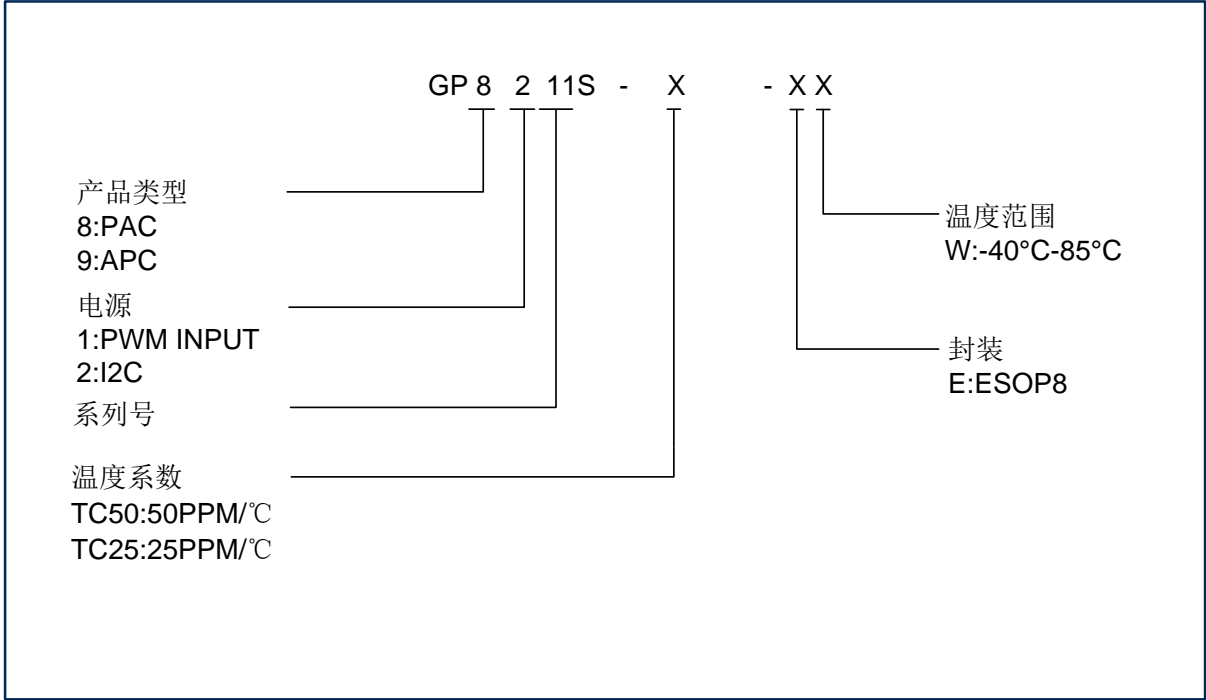 GP 8 2 11S - X - X X
产品类型
8:PAC
9:APC
电源
1:PWM INPUT
2:I2C
系列号
温度系数
TC50:50PPM/℃
TC25:25PPM/℃
温度范围
W:-40°C-85°C
封装
E:ESOP8